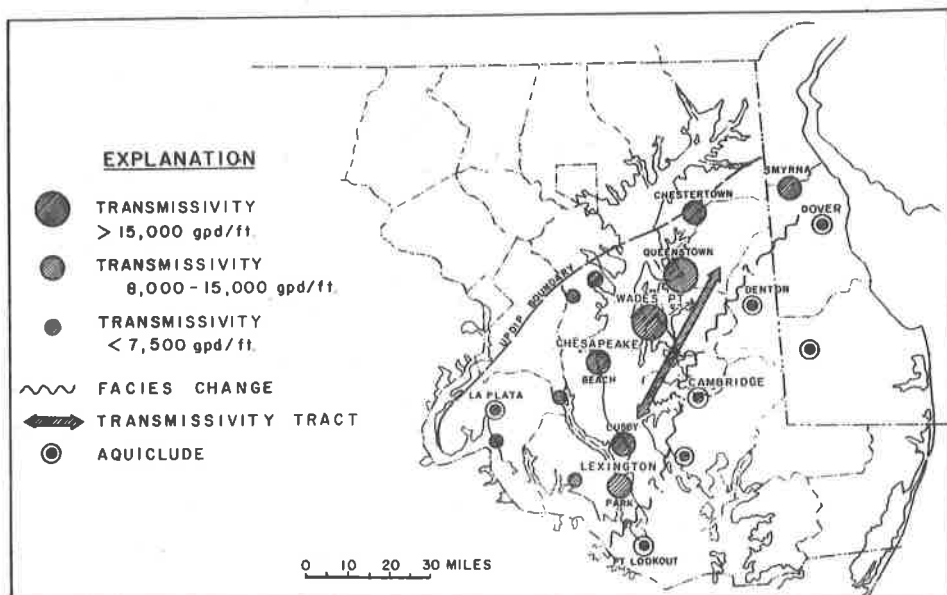 EXPLANATION
TRANSMISSIVITY
> 15,000 gpd/ft.
TRANSMISSIVITY
8,000-15,000 gpd/ft.
TRANSMISSIVITY
< 7,500 gpd/ft.
FACIES CHANGE
TRANSMISSIVITY TRACT
AQUICLUDE
SMYRNA
CHESTERTOWN
DOVER
QUEENSTOWN
UPDIP BOUNDARY
WADES PT.
DENTON
CHESAPEAKE
BEACH
LA PLATA
CAMBRIDGE
LUSBY
LEXINGTON
PARK
PT LOOKOUT
0 10 20 30 MILES